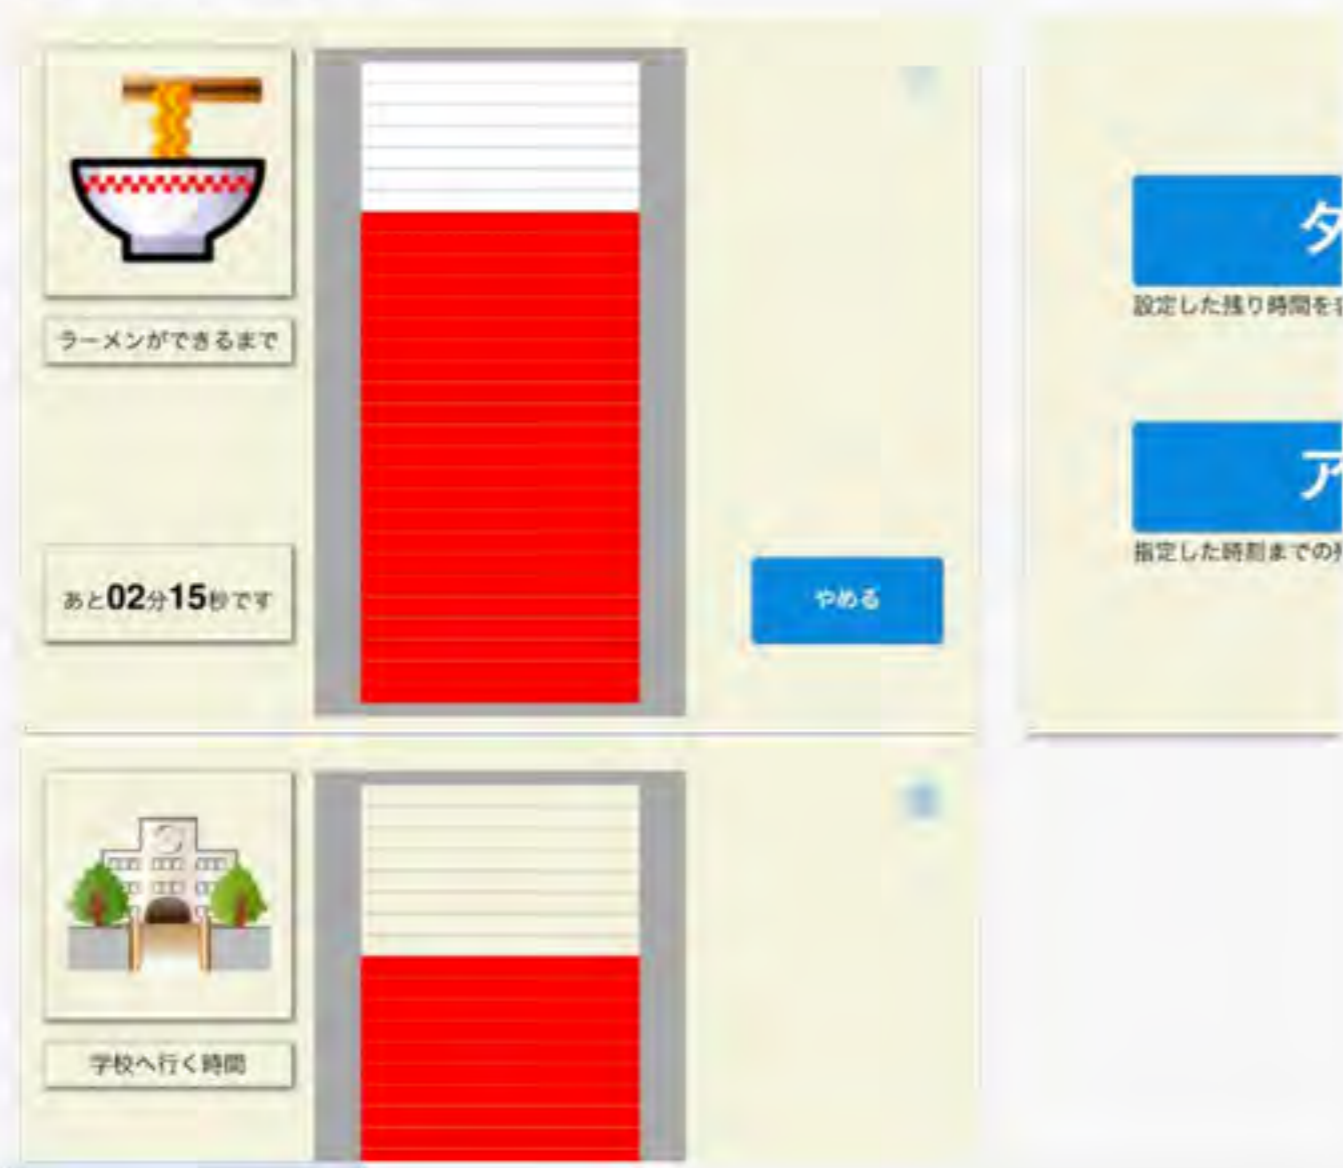 ラーメンができるまで
あと02分15秒です
やめる
学校へ行く時間
タ
設定した残り時間を
ア
指定した時刻までの